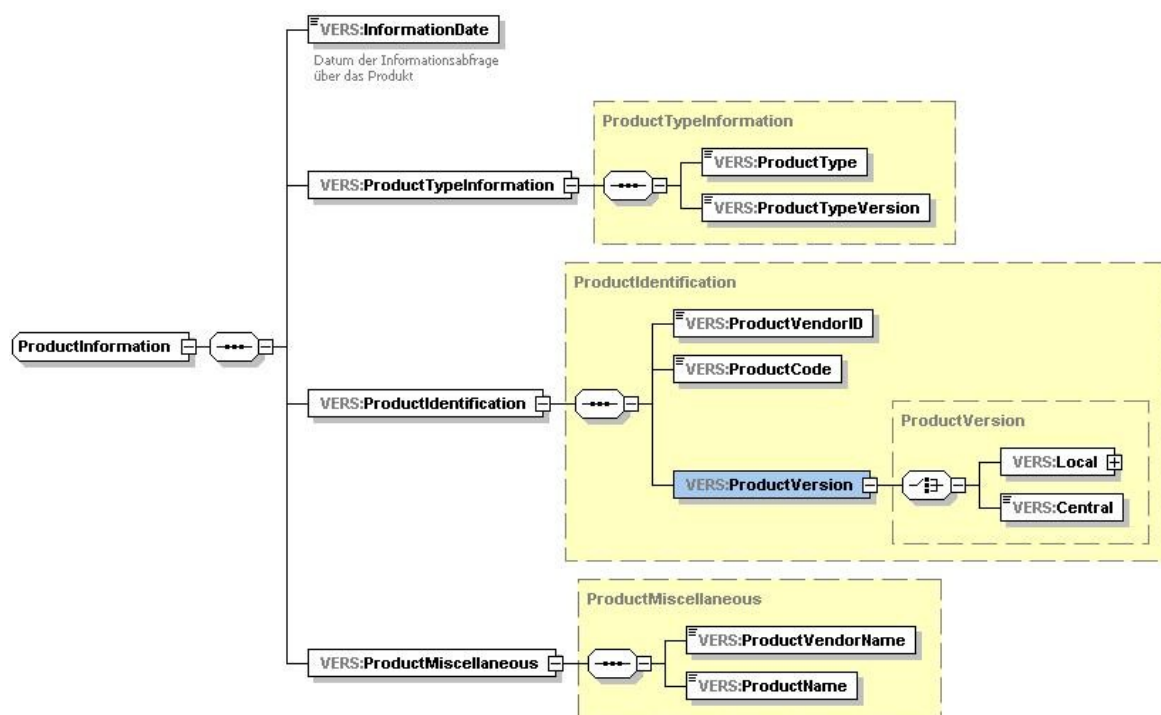 VERS:InformationDate
Datum der Informationsabfrage
über das Produkt
ProductTypeInformation
VERS:ProductType
VERS:ProductTypeInformation
VERS:ProductTypeVersion
ProductIdentification
VERS:ProductVendorID
ProductInformation
VERS:ProductCode
VERS:ProductIdentification
ProductVersion
VERS:Local
VERS:ProductVersion
VERS:Central
ProductMiscellaneous
VERS:ProductVendorName
VERS:ProductMiscellaneous
VERS:ProductName